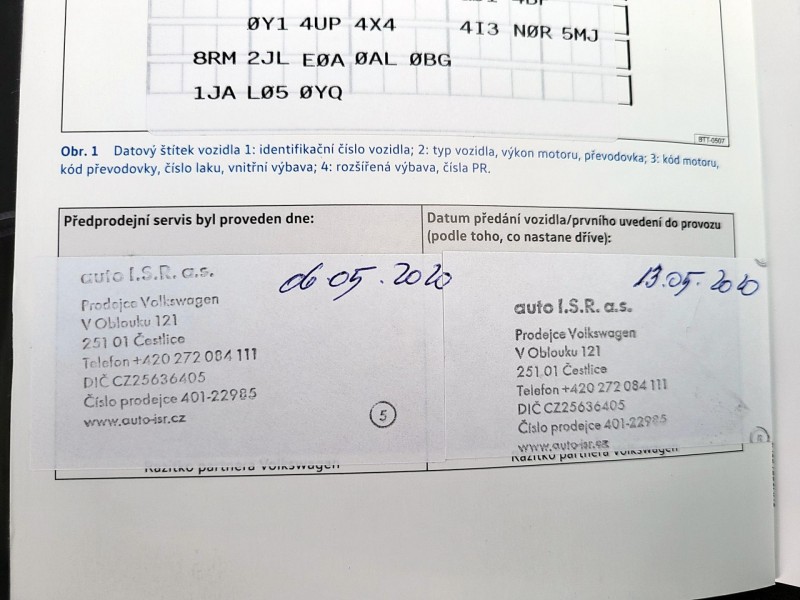 ØY1 4UP 4X4 4I3 NØR 5MJ
8RM 2JL EØA ØAL ØBG
1JA LØ5 ØYQ
BTT-0507
Obr. 1 Datový štítek vozidla 1: identifikační číslo vozidla; 2: typ vozidla, výkon motoru, převodovka; 3: kód motoru,
kód převodovky, číslo laku, vnitřní výbava; 4: rozšířená výbava, čísla PR.
Předprodejní servis byl proveden dne:
auto I.S.R. a.s.
06.05.2020
Prodejce Volkswagen
V Oblouku 121
251 01 Čestlice
Telefon +420 272 084 111
DIČ CZ25636405
Číslo prodejce 401-22985
www.auto-isr.cz
5
Razítko partnera Volkswagen
Datum předání vozidla/prvního uvedení do provozu
(podle toho, co nastane dříve):
13.05.2020
auto I.S.R. a.s.
Prodejce Volkswagen
V Oblouku 121
251 01 Čestlice
Telefon +420 272 084 111
DIČ CZ25636405
Číslo prodejce 401-22985
www.auto-isr.cz
Razítko partnera Volkswagen